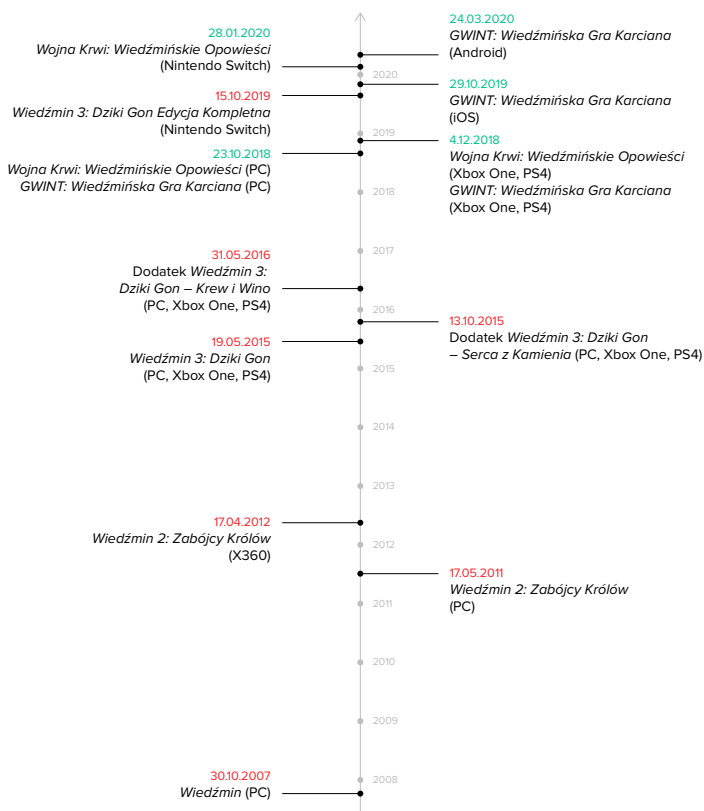 24.03.2020
GWINT: Wiedźmińska Gra Karciana
(Android)
28.01.2020
Wojna Krwi: Wiedźmińskie Opowieści
(Nintendo Switch)
2020
29.10.2019
GWINT: Wiedźmińska Gra Karciana
(iOS)
15.10.2019
Wiedźmin 3: Dziki Gon Edycja Kompletna
(Nintendo Switch)
2019
4.12.2018
Wojna Krwi: Wiedźmińskie Opowieści
(Xbox One, PS4)
GWINT: Wiedźmińska Gra Karciana
(Xbox One, PS4)
23.10.2018
Wojna Krwi: Wiedźmińskie Opowieści (PC)
GWINT: Wiedźmińska Gra Karciana (PC)
2018
2017
31.05.2016
Dodatek Wiedźmin 3:
Dziki Gon – Krew i Wino
(PC, Xbox One, PS4)
2016
13.10.2015
Dodatek Wiedźmin 3: Dziki Gon
– Serca z Kamienia (PC, Xbox One, PS4)
19.05.2015
Wiedźmin 3: Dziki Gon
(PC, Xbox One, PS4)
2015
2014
2013
17.04.2012
Wiedźmin 2: Zabójcy Królów
(X360)
2012
17.05.2011
Wiedźmin 2: Zabójcy Królów
(PC)
2011
2010
2009
30.10.2007
Wiedźmin (PC)
2008